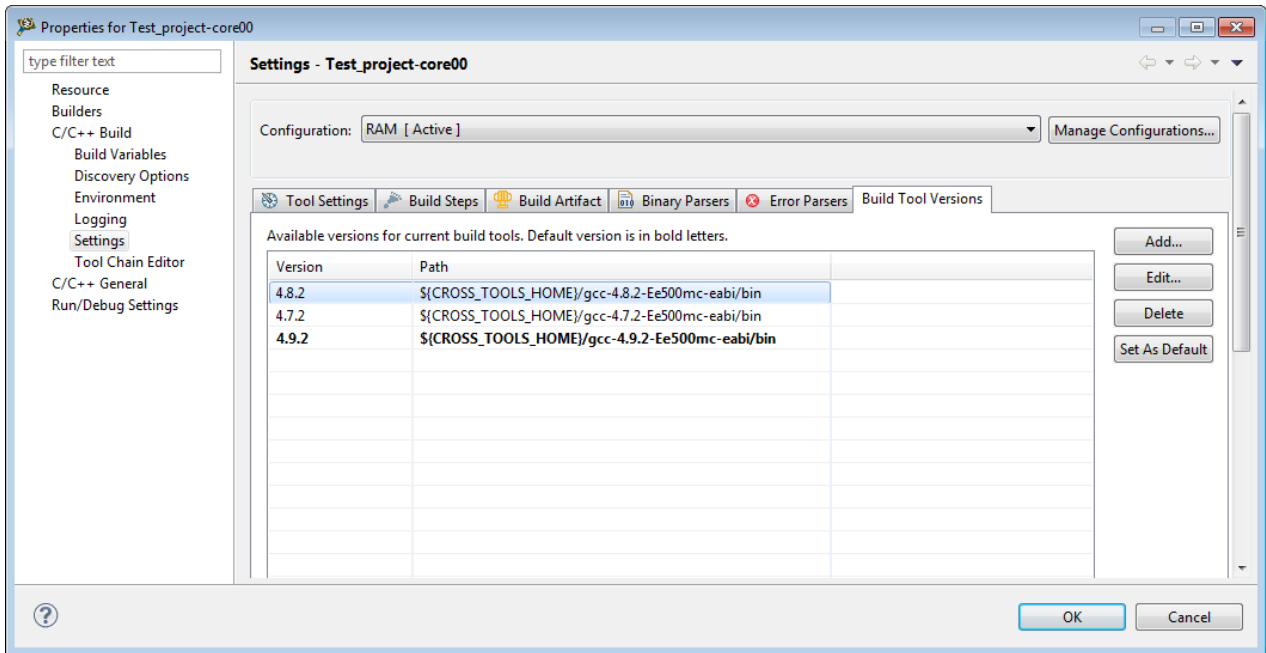 Properties for Test_project-core00
type filter text
Resource
Builders
C/C++ Build
Build Variables
Discovery Options
Environment
Logging
Settings
Tool Chain Editor
C/C++ General
Run/Debug Settings
Settings - Test_project-core00
Configuration: RAM [ Active ] Manage Configurations...
Tool Settings Build Steps Build Artifact Binary Parsers Error Parsers Build Tool Versions
Available versions for current build tools. Default version is in bold letters.
Version Path
4.8.2 ${CROSS_TOOLS_HOME}/gcc-4.8.2-Ee500mc-eabi/bin
4.7.2 ${CROSS_TOOLS_HOME}/gcc-4.7.2-Ee500mc-eabi/bin
4.9.2 ${CROSS_TOOLS_HOME}/gcc-4.9.2-Ee500mc-eabi/bin
Add...
Edit...
Delete
Set As Default
OK Cancel